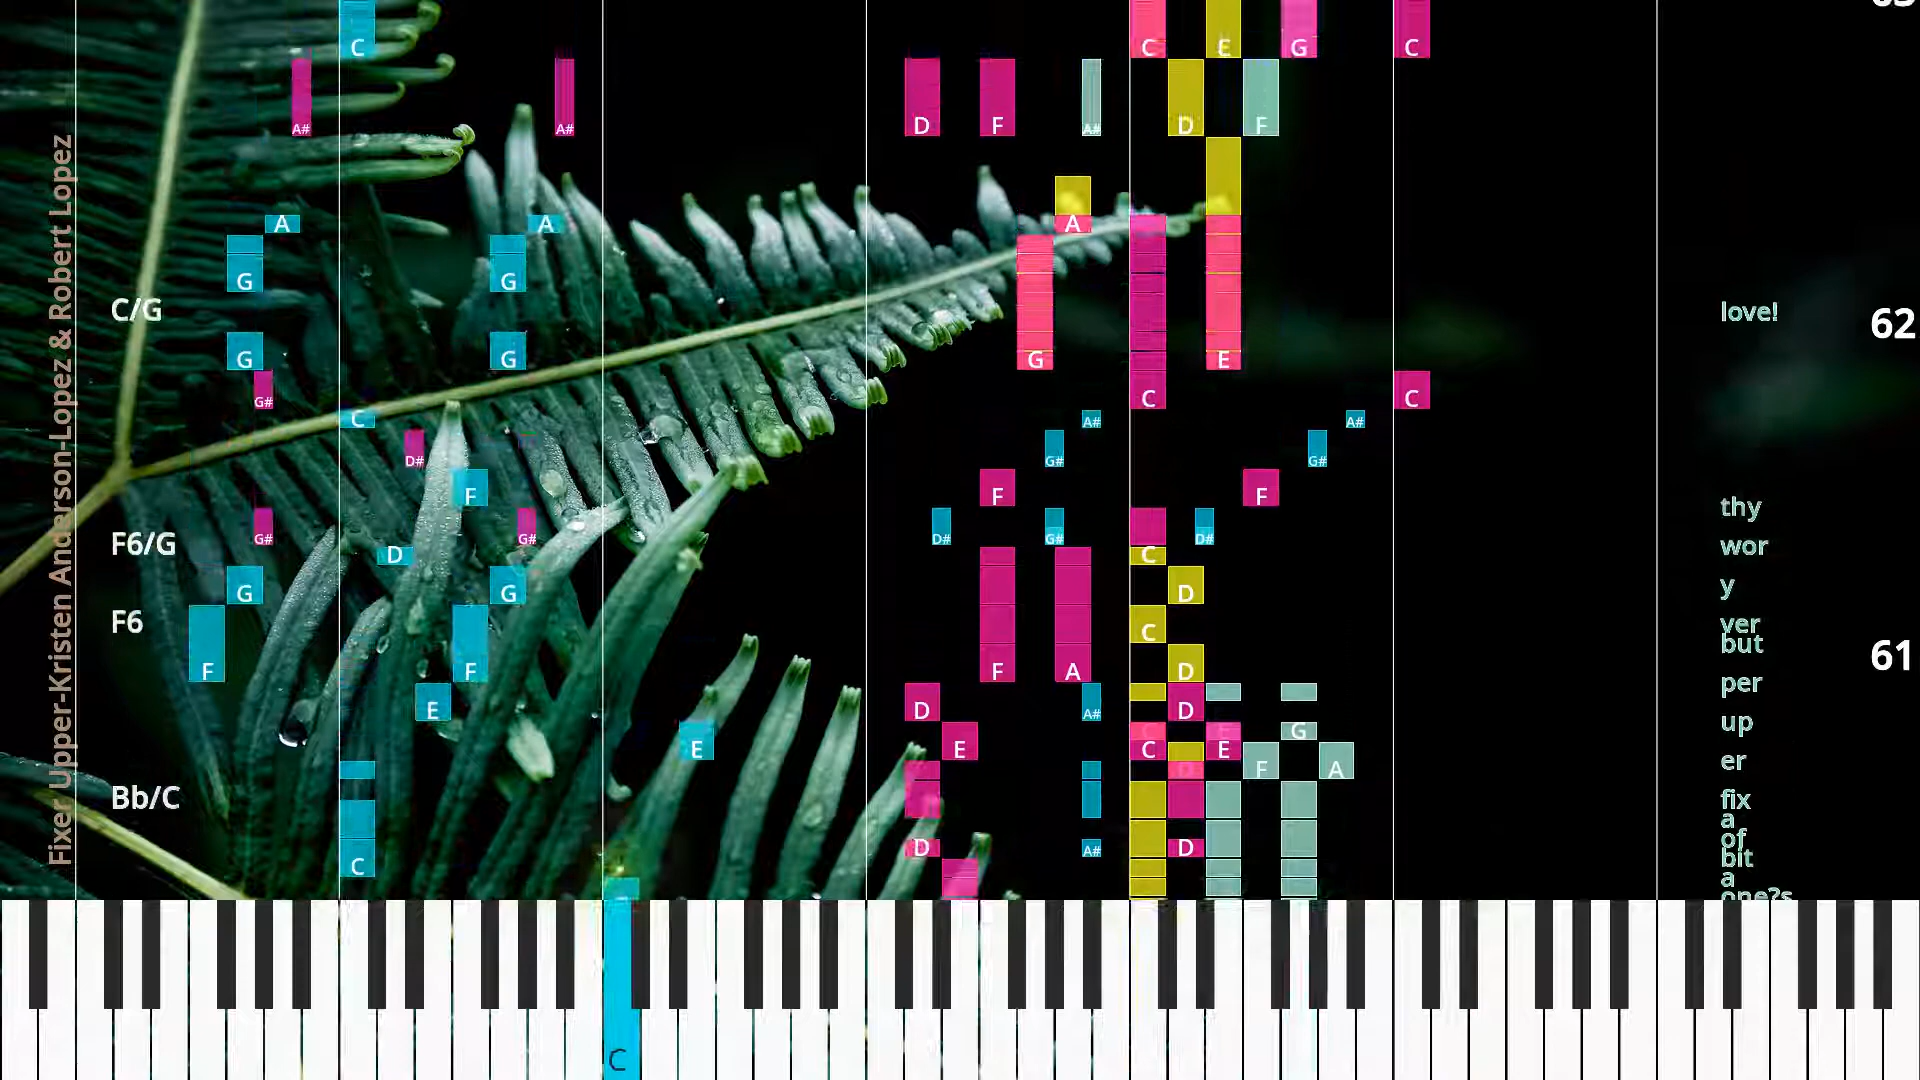 Fixer Upper-Kristen Anderson-Lopez & Robert Lopez
C C E G C
A# A# D F A# D F
A A A
G G
C/G love! 62
G G G E
G# C C
C A# A#
D# G# G#
F F F thy
G# G# D# G# D#
F6/G D C wor
G G D y
F6 C ver
but
F F F A D 61
E D A# D per
G up
E E C E
F A er
Bb/C fix
a
C D A# D of
bit
a
one?s
C